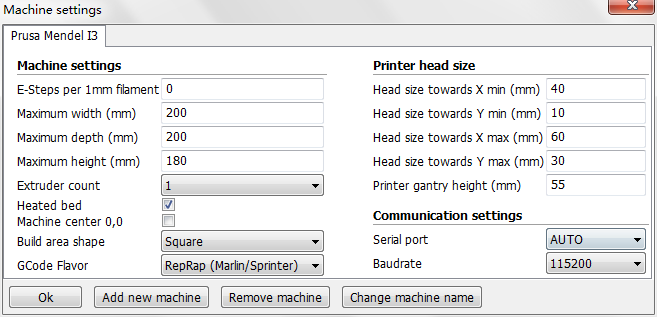 Machine settings
Prusa Mendel I3
Machine settings
E-Steps per 1mm filament 0
Maximum width (mm) 200
Maximum depth (mm) 200
Maximum height (mm) 180
Extruder count 1
Heated bed
Machine center 0,0
Build area shape Square
GCode Flavor RepRap (Marlin/Sprinter)
Printer head size
Head size towards X min (mm) 40
Head size towards Y min (mm) 10
Head size towards X max (mm) 60
Head size towards Y max (mm) 30
Printer gantry height (mm) 55
Communication settings
Serial port AUTO
Baudrate 115200
Ok Add new machine Remove machine Change machine name